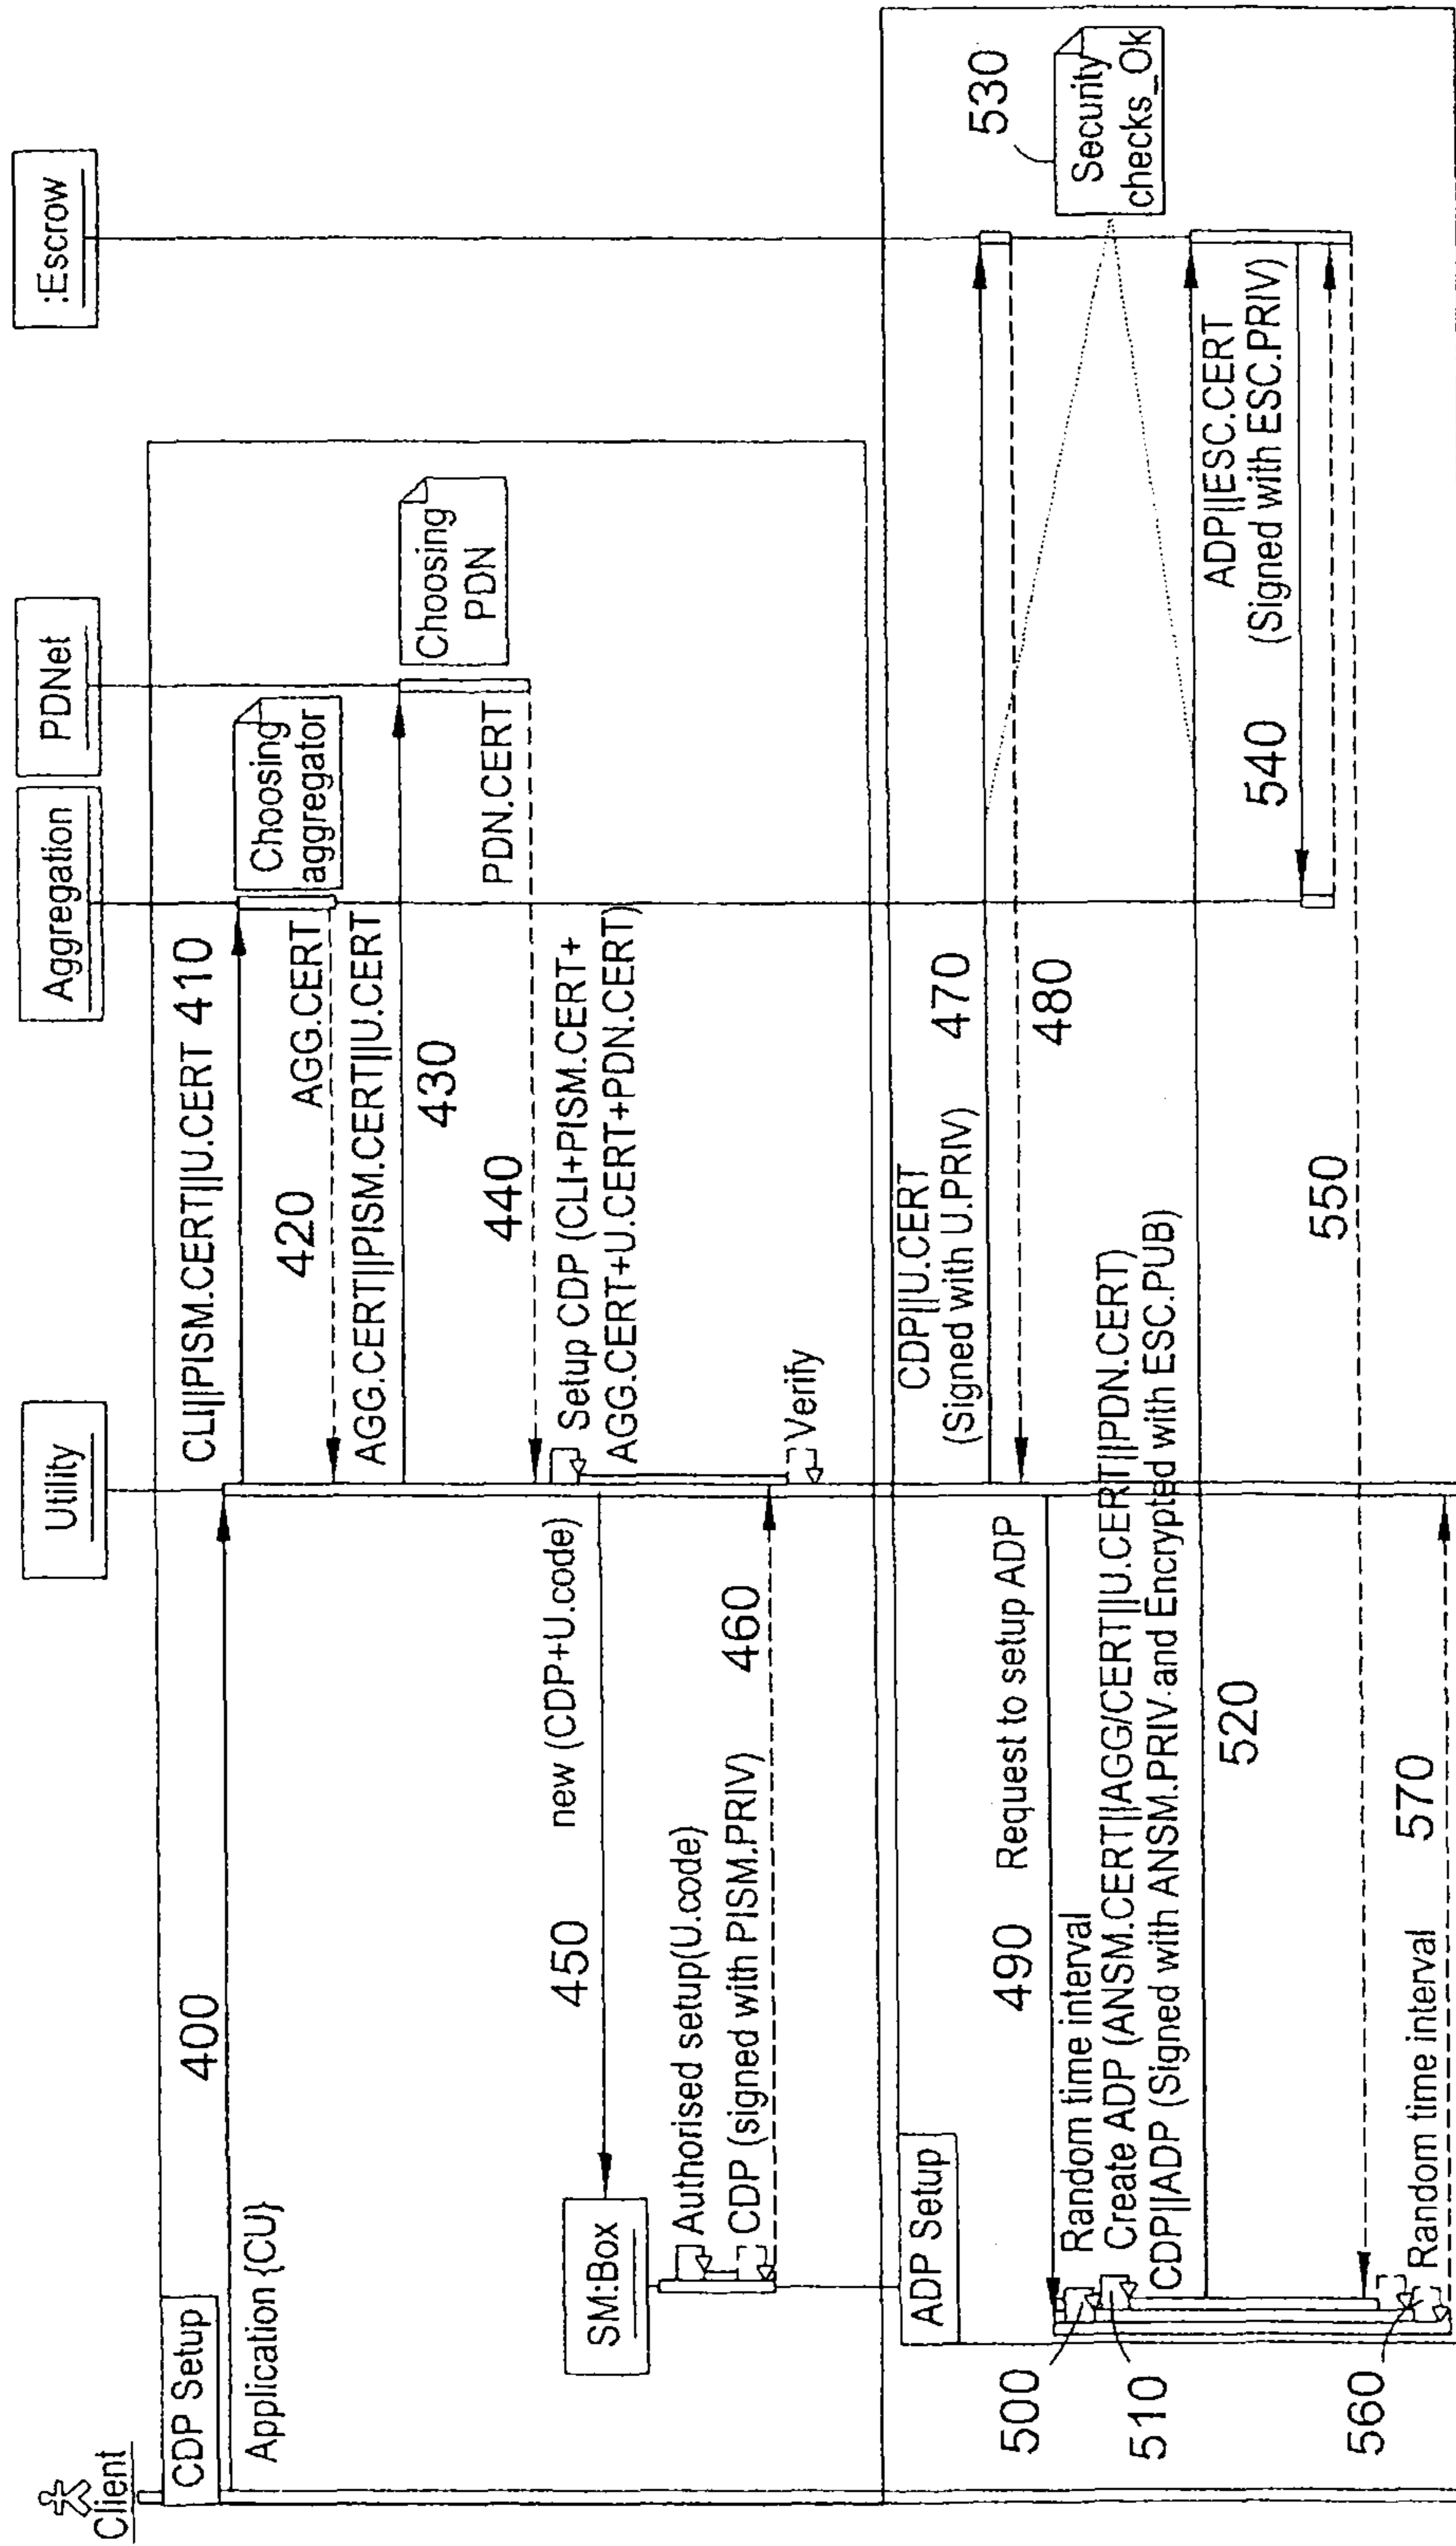 Client
Utility
Aggregation
PDNet
:Escrow
CDP Setup
400
Application {CU}
CLI||PISM.CERT||U.CERT 410
Choosing
aggregator
420 AGG.CERT
AGG.CERT||PISM.CERT||U.CERT
430
Choosing
PDN
PDN.CERT
440
Setup CDP (CLI+PISM.CERT+
AGG.CERT+U.CERT+PDN.CERT)
450 new (CDP+U.code)
SM:Box
Authorised setup(U.code)
CDP (signed with PISM.PRIV)
460
Verify
ADP Setup
CDP||U.CERT
(Signed with U.PRIV) 470
480
530
Security
checks_Ok
490 Request to setup ADP
500
Random time interval
510
Create ADP (ANSM.CERT||AGG/CERT||U.CERT||PDN.CERT)
CDP||ADP (Signed with ANSM.PRIV and Encrypted with ESC.PUB)
520
ADP||ESC.CERT
540 (Signed with ESC.PRIV)
550
560
Random time interval 570